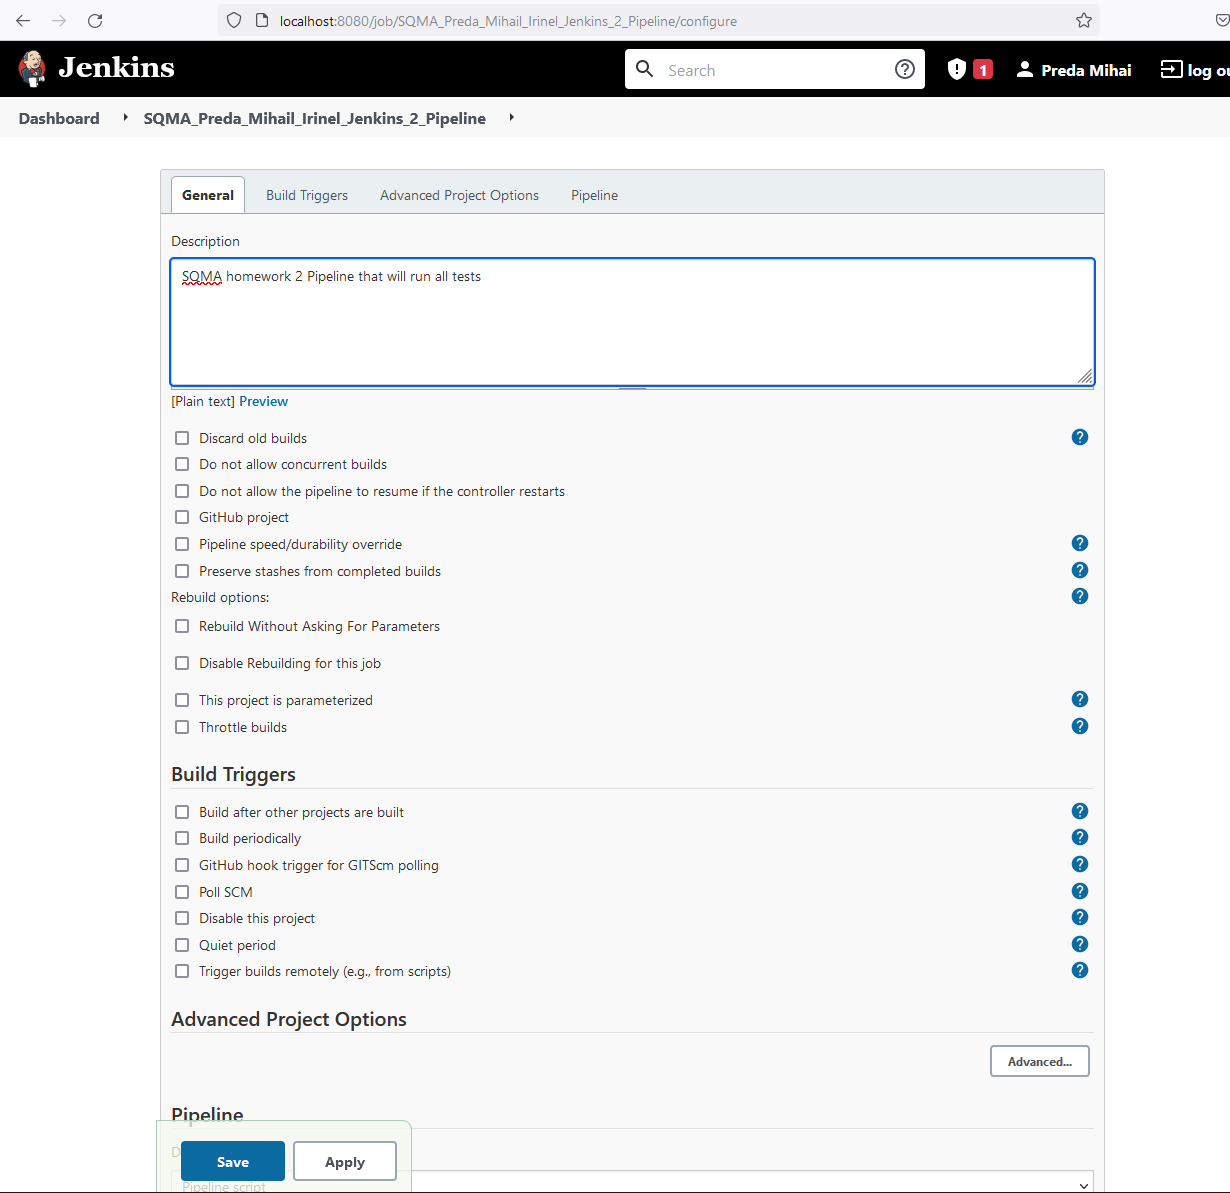 localhost:8080/job/SQMA_Preda_Mihail_Irinel_Jenkins_2_Pipeline/configure
Jenkins
Search
1
Preda Mihai
log ou
Dashboard
SQMA_Preda_Mihail_Irinel_Jenkins_2_Pipeline
General
Build Triggers
Advanced Project Options
Pipeline
Description
SQMA homework 2 Pipeline that will run all tests
[Plain text] Preview
Discard old builds
Do not allow concurrent builds
Do not allow the pipeline to resume if the controller restarts
GitHub project
Pipeline speed/durability override
Preserve stashes from completed builds
Rebuild options:
Rebuild Without Asking For Parameters
Disable Rebuilding for this job
This project is parameterized
Throttle builds
Build Triggers
Build after other projects are built
Build periodically
GitHub hook trigger for GITScm polling
Poll SCM
Disable this project
Quiet period
Trigger builds remotely (e.g., from scripts)
Advanced Project Options
Advanced...
Pipeline
D
Save
Apply
Pipeline script